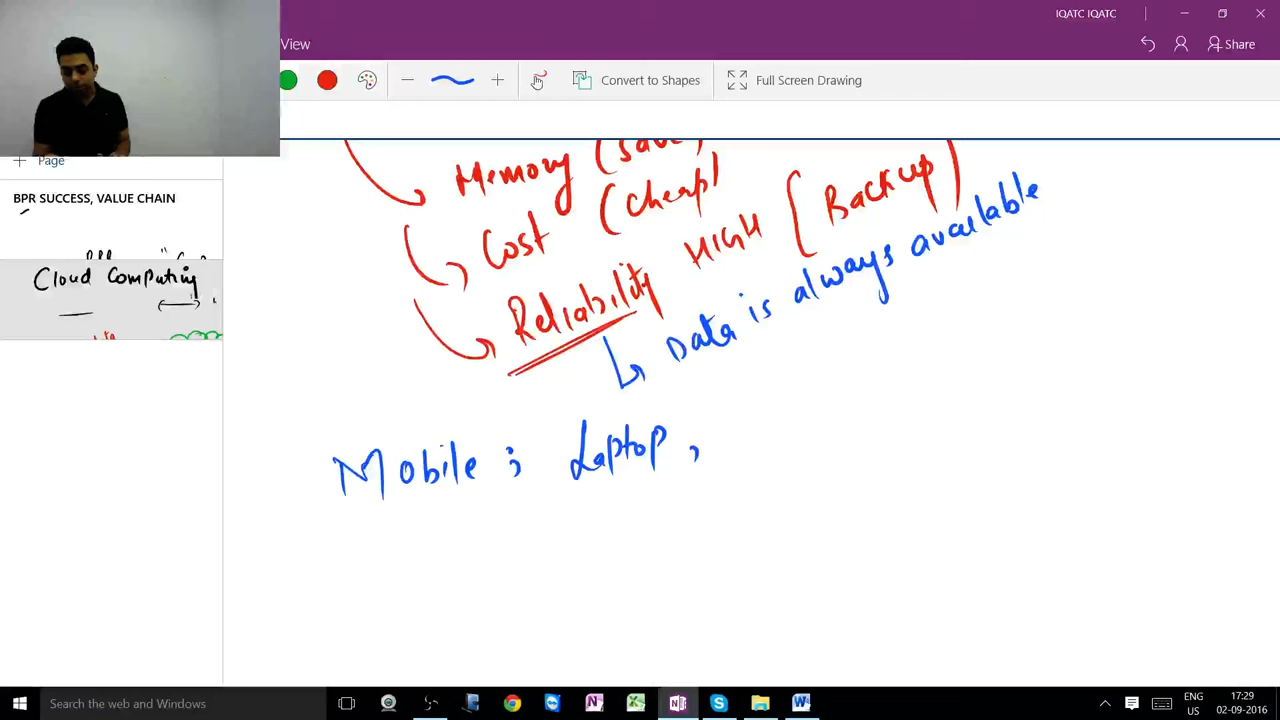 IQATC IQATC
View
Share
Convert to Shapes
Full Screen Drawing
Page
BPR SUCCESS, VALUE CHAIN
Cloud Computing
Memory (Save)
Cost (Cheap)
Reliability HIGH (Backup)
Data is always available
Mobile ; Laptop ,
Search the web and Windows
ENG
US
17:29
02-09-2016